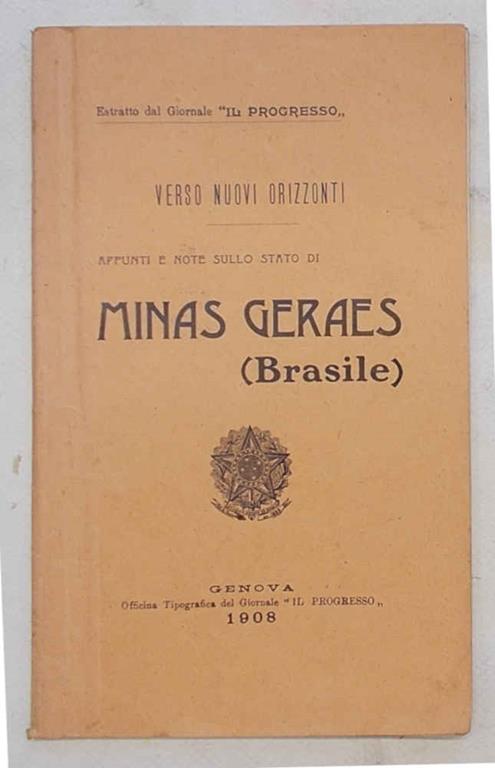 Estratto dal Giornale "IL PROGRESSO„
VERSO NUOVI ORIZZONTI
APPUNTI E NOTE SULLO STATO DI
MINAS GERAES
(Brasile)
GENOVA
Officina Tipografica del Giornale "IL PROGRESSO„
1908